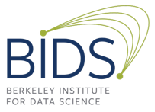 BIDS
BERKELEY INSTITUTE
FOR DATA SCIENCE